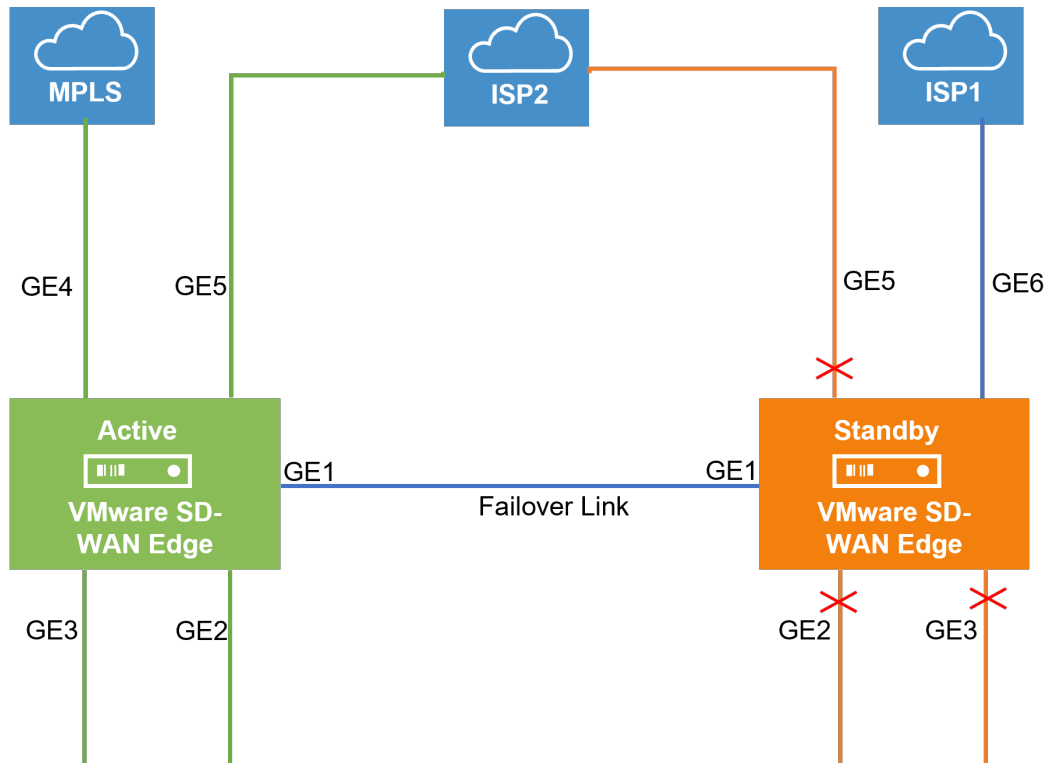 MPLS
ISP2
ISP1
GE4
GE5
GE5
GE6
Active
VMware SD-
WAN Edge
GE1
GE1
Failover Link
Standby
VMware SD-
WAN Edge
GE3
GE2
GE2
GE3